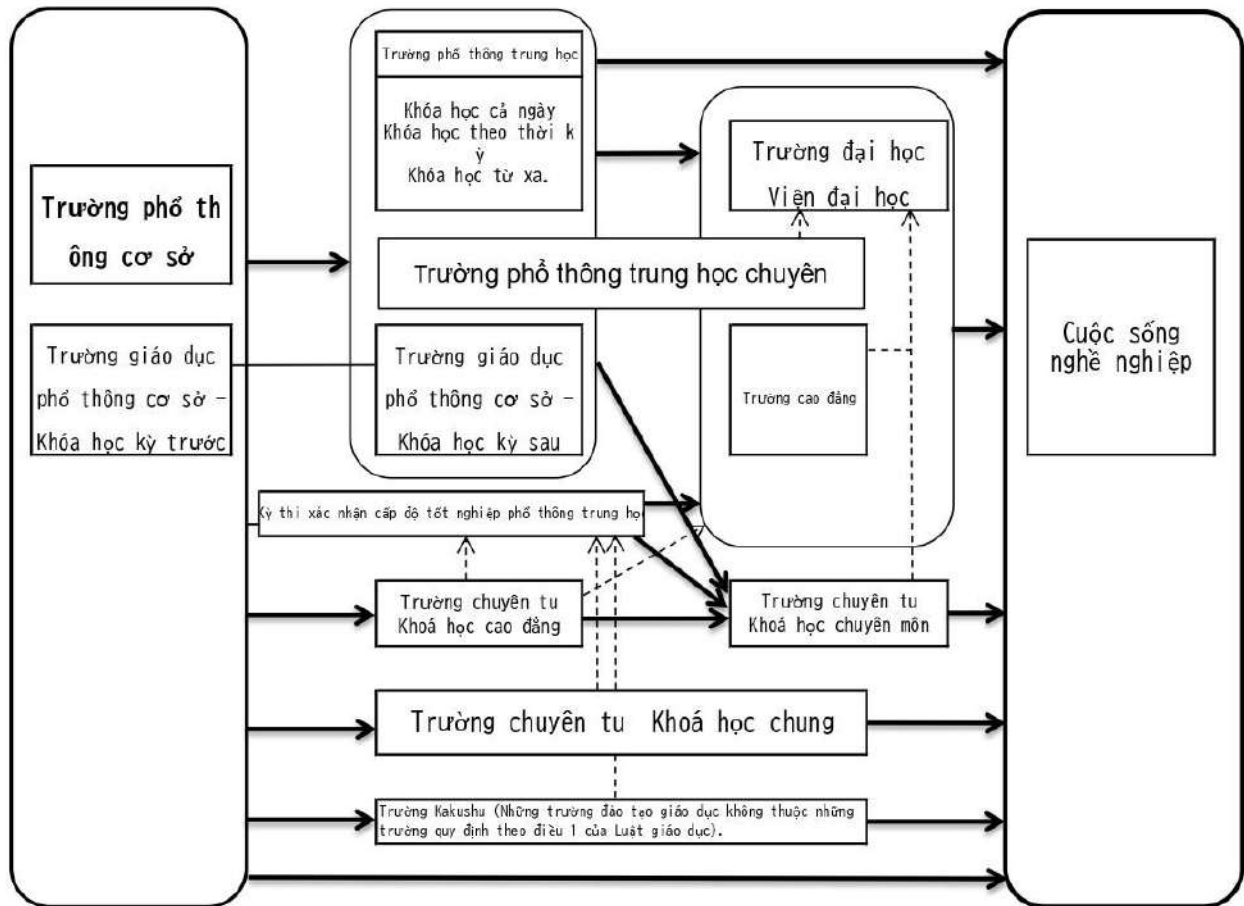 Trường phổ th
ông cơ sở
Trường giáo dục
phổ thông cơ sở -
Khóa học kỳ trước
Trường phổ thông trung học
Khóa học cả ngày
Khóa học theo thời k
ỳ
Khóa học từ xa.
Trường phổ thông trung học chuyên
Trường giáo dục
phổ thông cơ sở -
Khóa học kỳ sau
Kỳ thi xác nhận cấp độ tốt nghiệp phổ thông trung học
Trường chuyên tu
Khoá học cao đẳng
Trường chuyên tu Khoá học chung
Trường Kakushu (Những trường đào tạo giáo dục không thuộc những
trường quy định theo điều 1 của Luật giáo dục).
Trường đại học
Viện đại học
Trường cao đẳng
Trường chuyên tu
Khoá học chuyên môn
Cuộc sống
nghề nghiệp